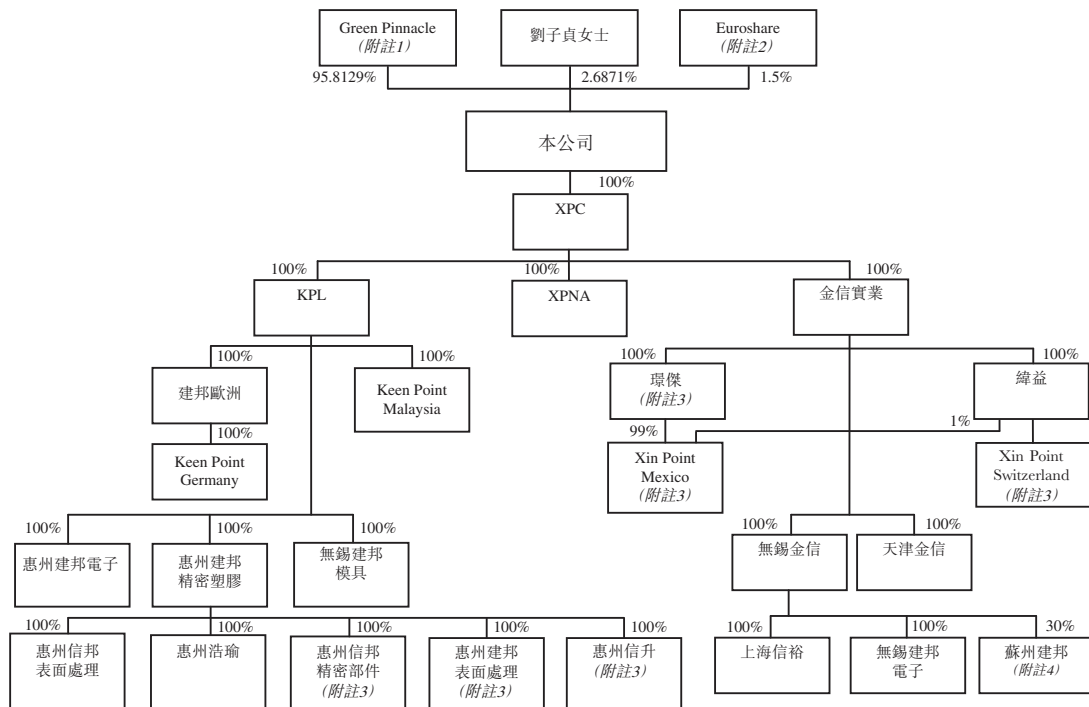 Green Pinnacle
(附註1)
劉子貞女士
Euroshare
(附註2)
95.8129%
2.6871%
1.5%
本公司
100%
XPC
100%
100%
100%
KPL
XPNA
金信實業
100%
100%
100%
100%
建邦歐洲
Keen Point
Malaysia
璟傑
(附註3)
緯益
100%
99%
1%
Keen Point
Germany
Xin Point
Mexico
(附註3)
Xin Point
Switzerland
(附註3)
100%
100%
100%
100%
100%
惠州建邦電子
惠州建邦
精密塑膠
無錫建邦
模具
無錫金信
天津金信
100%
100%
100%
100%
100%
100%
100%
30%
惠州信邦
表面處理
惠州浩瑜
惠州信邦
精密部件
(附註3)
惠州建邦
表面處理
(附註3)
惠州信升
(附註3)
上海信裕
無錫建邦
電子
蘇州建邦
(附註4)